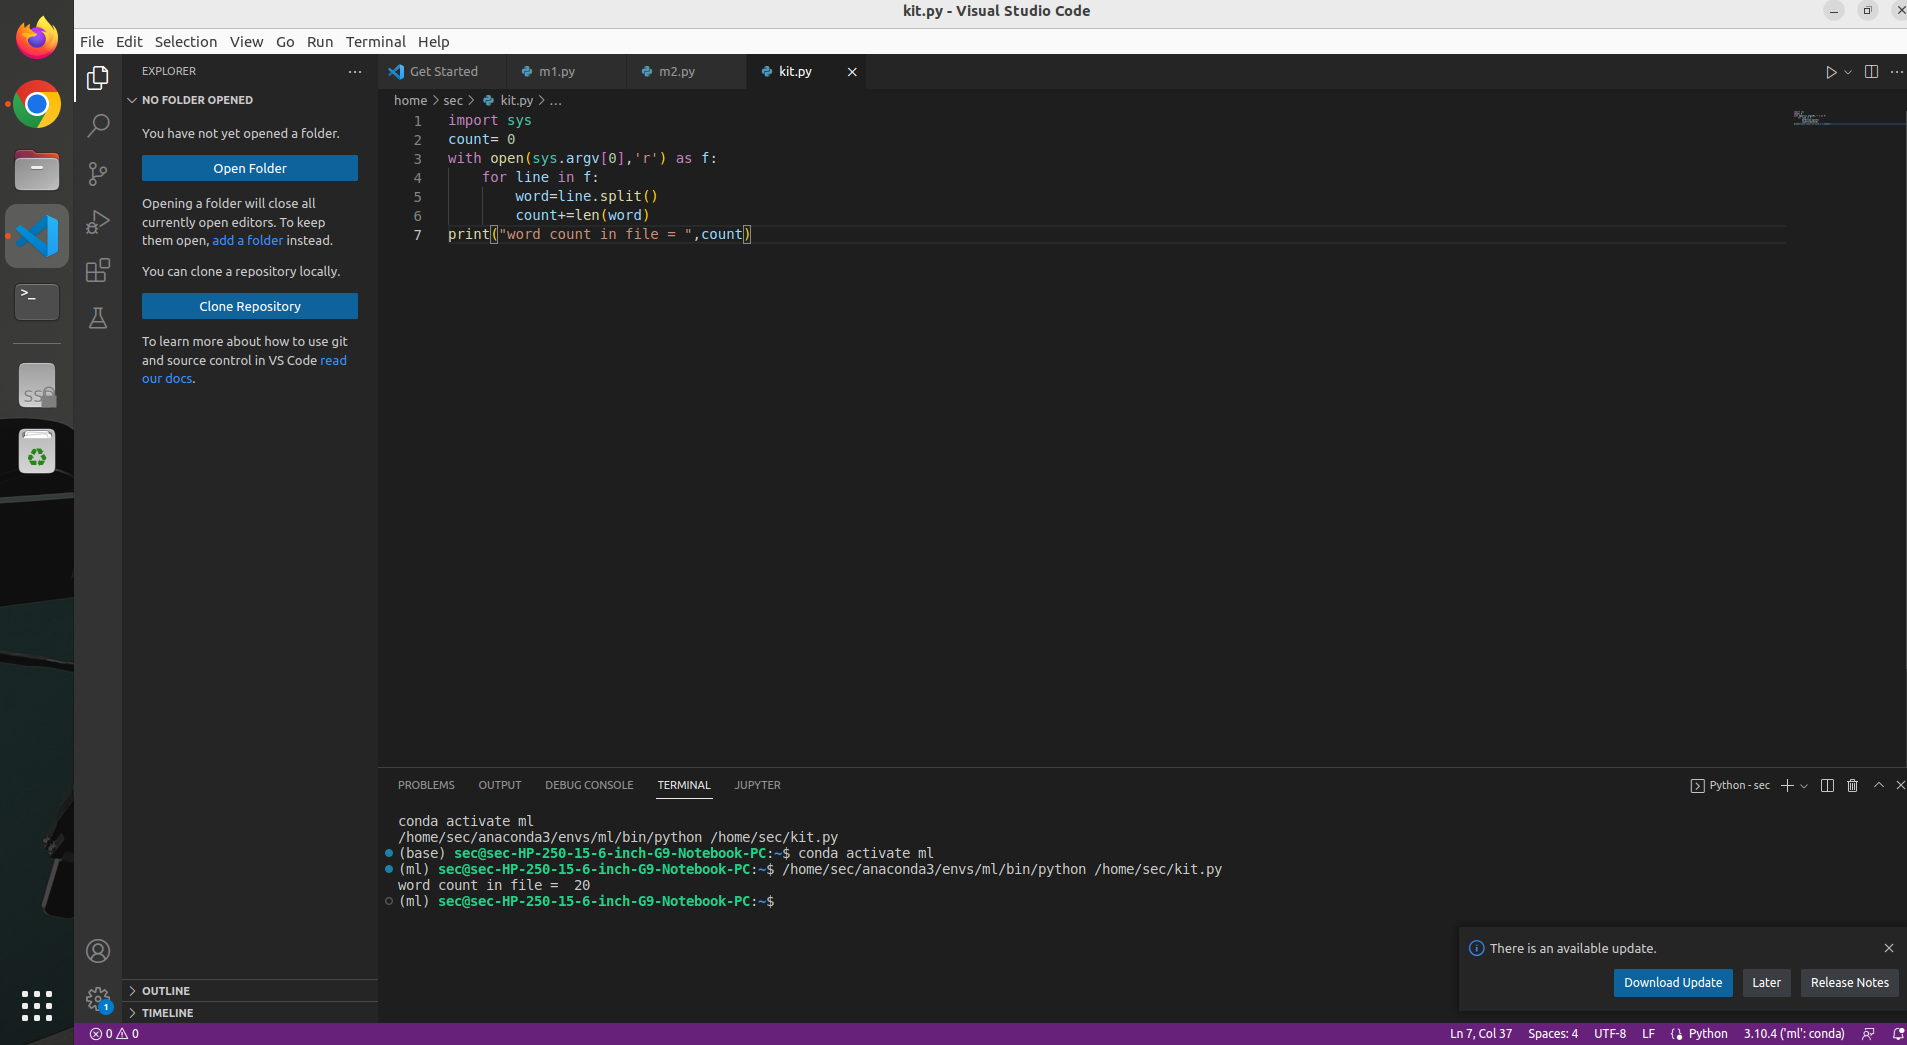 kit.py - Visual Studio Code
File Edit Selection View Go Run Terminal Help
EXPLORER
NO FOLDER OPENED
You have not yet opened a folder.
Open Folder
Opening a folder will close all
currently open editors. To keep
them open, add a folder instead.
You can clone a repository locally.
Clone Repository
To learn more about how to use git
and source control in VS Code read
our docs.
OUTLINE
TIMELINE
Get Started m1.py m2.py kit.py
home > sec > kit.py > ...
1 import sys
2 count= 0
3 with open(sys.argv[0],'r') as f:
4 for line in f:
5 word=line.split()
6 count+=len(word)
7 print("word count in file = ",count)
PROBLEMS OUTPUT DEBUG CONSOLE TERMINAL JUPYTER
Python - sec
conda activate ml
/home/sec/anaconda3/envs/ml/bin/python /home/sec/kit.py
(base) sec@sec-HP-250-15-6-inch-G9-Notebook-PC:~$ conda activate ml
(ml) sec@sec-HP-250-15-6-inch-G9-Notebook-PC:~$ /home/sec/anaconda3/envs/ml/bin/python /home/sec/kit.py
word count in file =  20
(ml) sec@sec-HP-250-15-6-inch-G9-Notebook-PC:~$
There is an available update.
Download Update Later Release Notes
1
0 0
Ln 7, Col 37 Spaces: 4 UTF-8 LF Python 3.10.4 ('ml': conda)